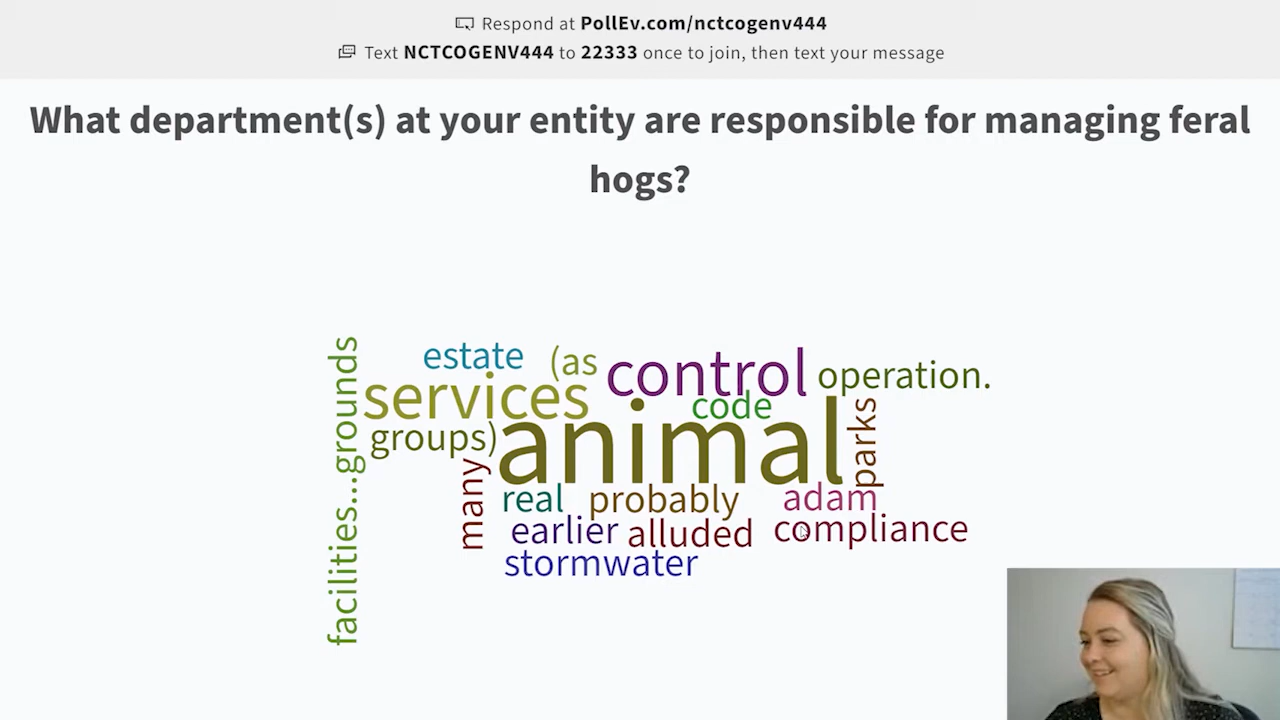 Respond at PollEv.com/nctcogenv444
Text NCTCOGENV444 to 22333 once to join, then text your message
What department(s) at your entity are responsible for managing feral
hogs?
facilities...grounds
estate
(as
control
operation.
services
code
groups)
animal
parks
many
real
probably
adam
earlier
alluded
compliance
stormwater